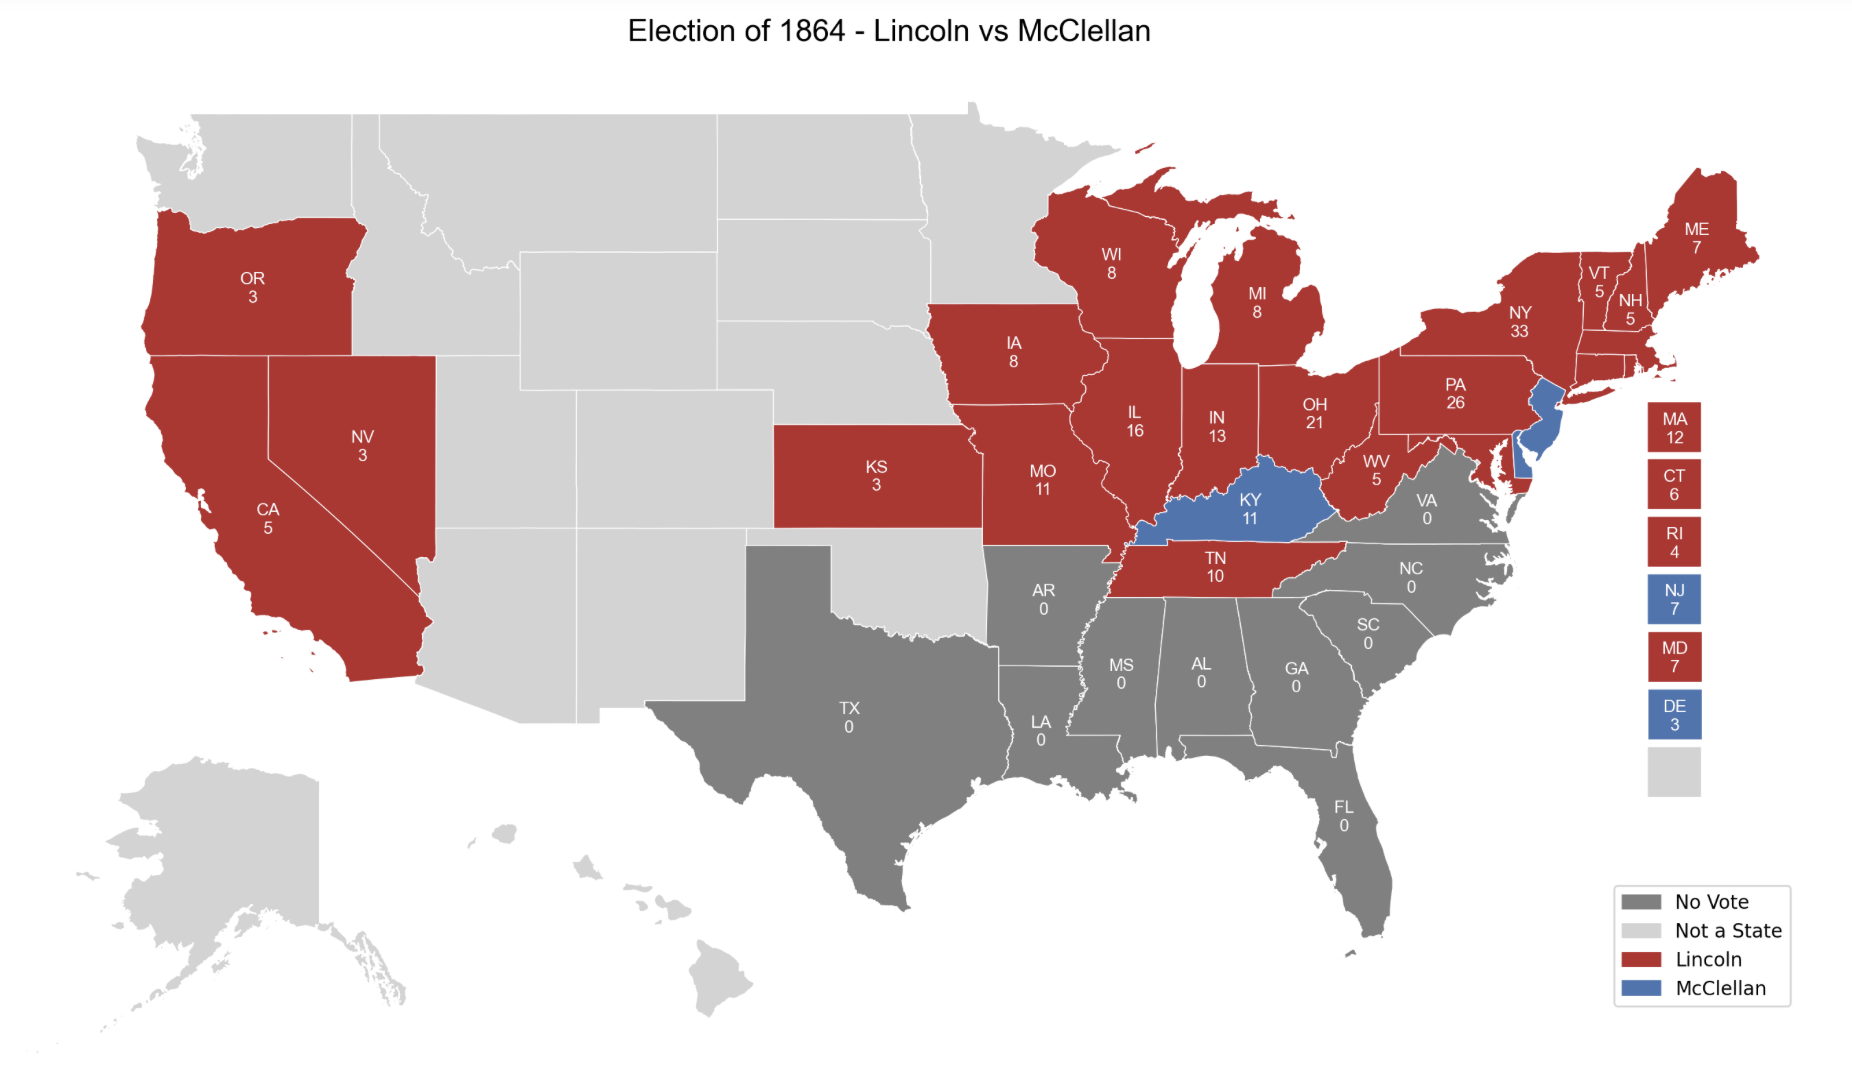 Election of 1864 - Lincoln vs McClellan
ME
7
VT
5
NH
5
NY
33
WI
8
MI
8
OR
3
IA
8
PA
26
OH
21
IL
16
IN
13
NV
3
KS
3
MO
11
WV
5
CA
5
KY
11
VA
0
TN
10
NC
0
AR
0
SC
0
MS
0
AL
0
GA
0
TX
0
LA
0
FL
0
MA
12
CT
6
RI
4
NJ
7
MD
7
DE
3
No Vote
Not a State
Lincoln
McClellan